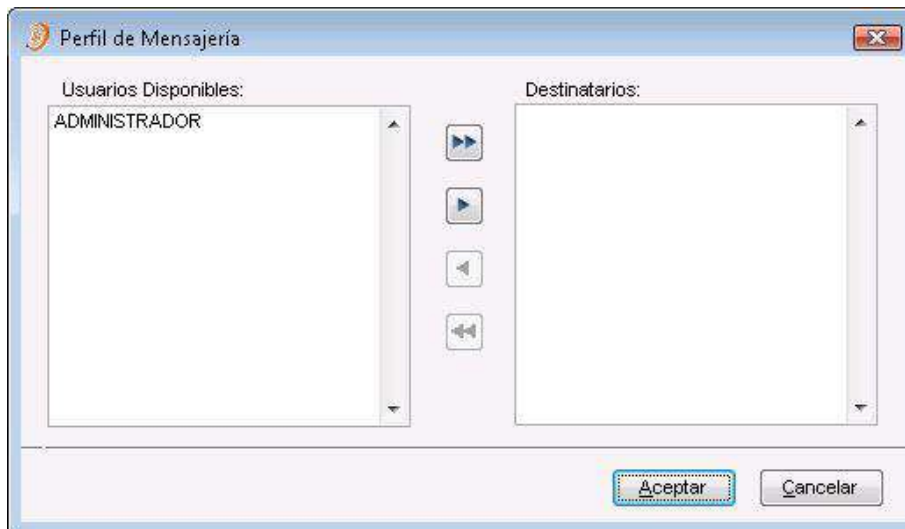 Perfil de Mensajería
Usuarios Disponibles:
Destinatarios:
ADMINISTRADOR
Aceptar
Cancelar